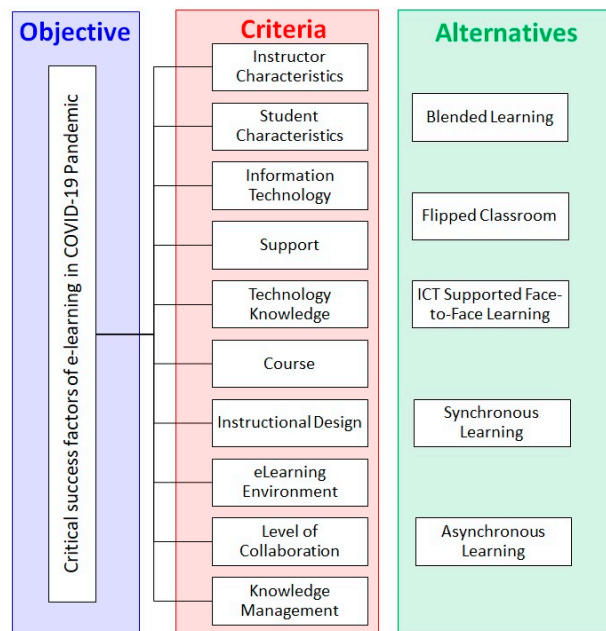 Objective
Critical success factors of e-learning in COVID-19 Pandemic
Criteria
Instructor
Characteristics
Student
Characteristics
Information
Technology
Support
Technology
Knowledge
Course
Instructional Design
eLearning
Environment
Level of
Collaboration
Knowledge
Management
Alternatives
Blended Learning
Flipped Classroom
ICT Supported Face-
to-Face Learning
Synchronous
Learning
Asynchronous
Learning